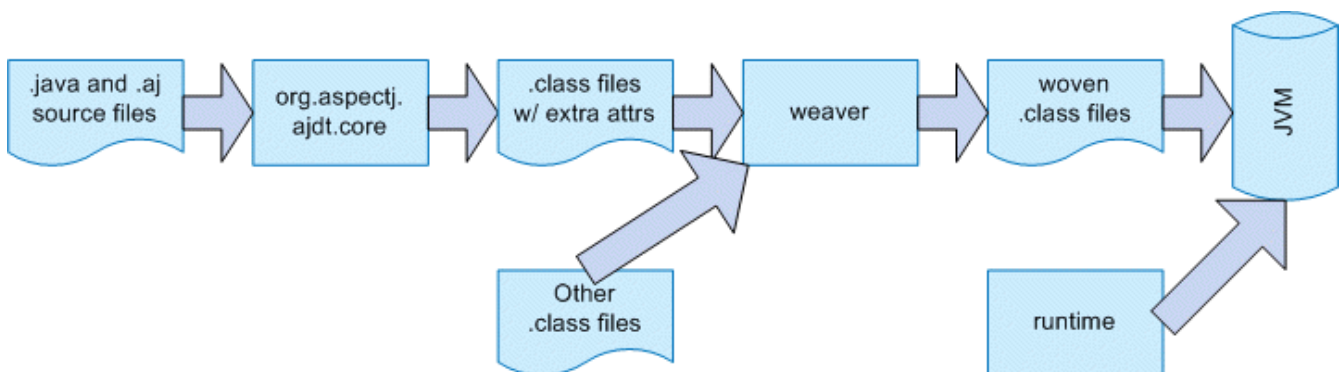 .java and .aj
source files
org.aspectj.
ajdt.core
.class files
w/ extra attrs
weaver
woven
.class files
JVM
Other
.class files
runtime